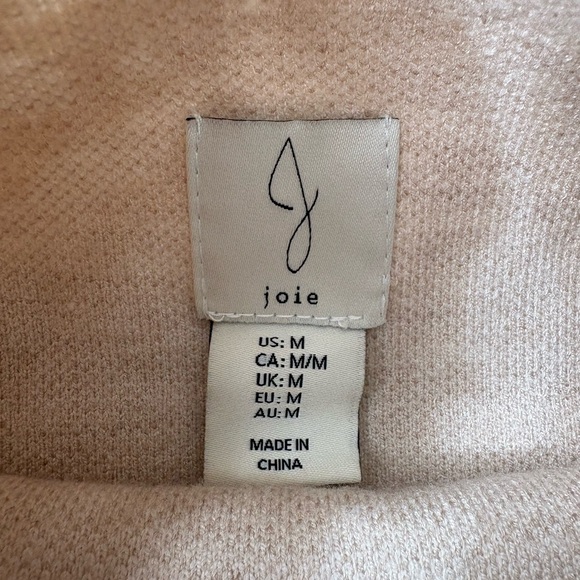 J
joie
US: M
CA: M/M
UK: M
EU: M
AU: M
MADE IN
CHINA